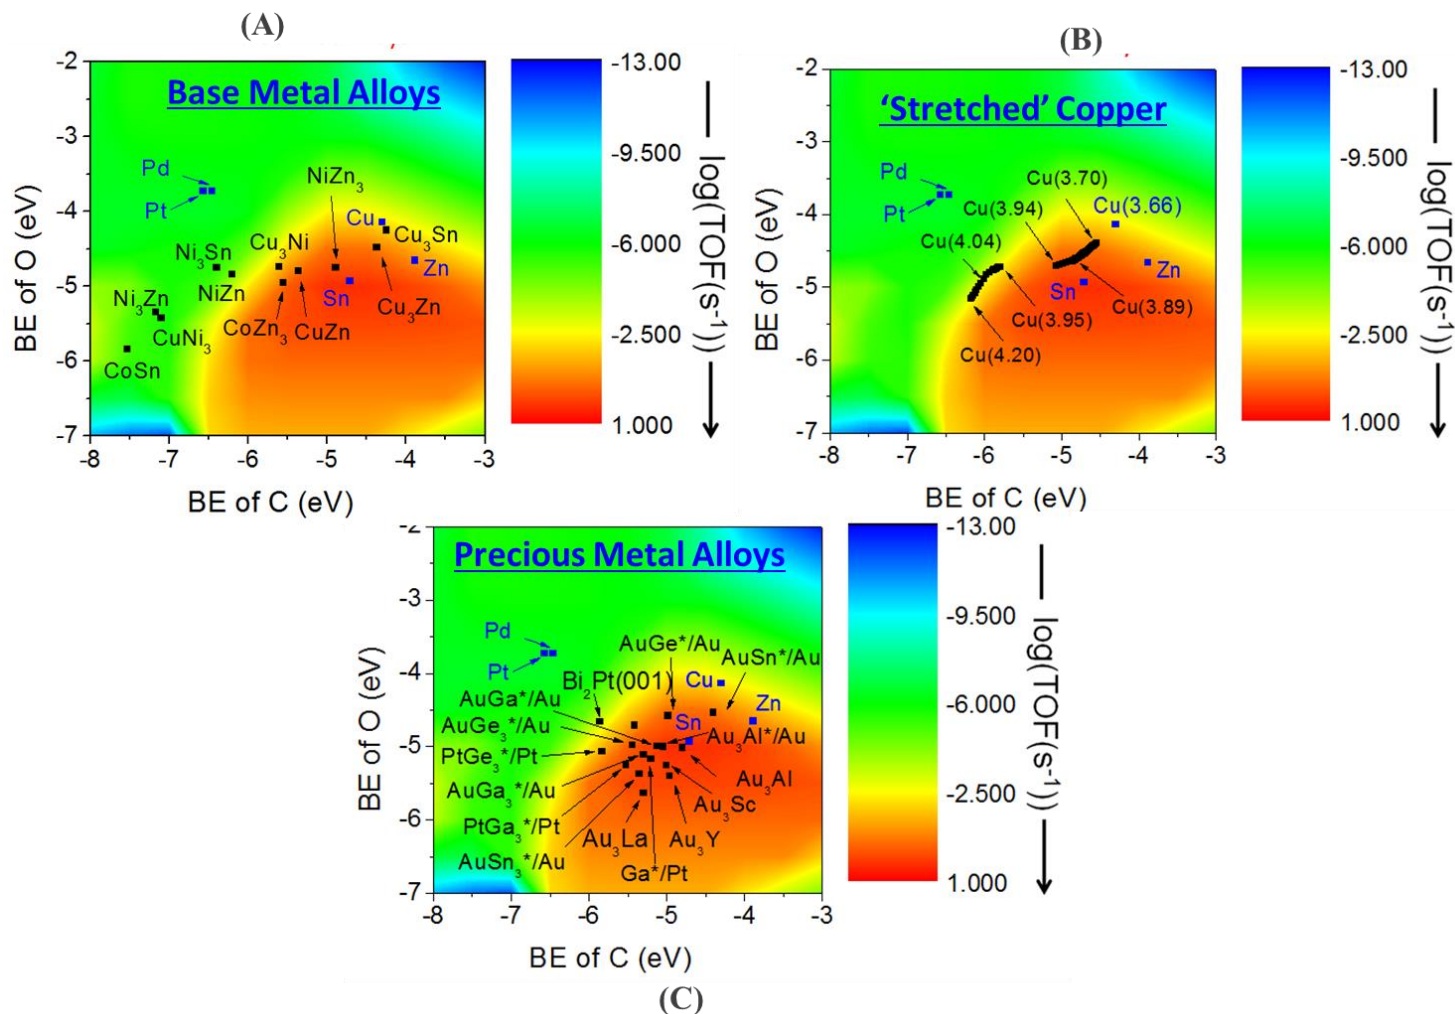 (A)
Base Metal Alloys
-2
-3
-4
-5
-6
-7
BE of O (eV)
Pd
Pt
NiZn3
Cu
Cu3Sn
Ni3Sn
Cu3Ni
Zn
NiZn
Sn
Ni3Zn
CuNi3
CoZn3
CuZn
Cu3Zn
CoSn
-8
-7
-6
-5
-4
-3
BE of C (eV)
-13.00
-9.500
-6.000
-2.500
1.000
log(TOF(s-1))
(B)
'Stretched' Copper
-2
-3
-4
-5
-6
-7
BE of O (eV)
Pd
Pt
Cu(3.70)
Cu(3.94)
Cu(3.66)
Cu(4.04)
Zn
Sn
Cu(3.89)
Cu(3.95)
Cu(4.20)
-8
-7
-6
-5
-4
-3
BE of C (eV)
-13.00
-9.500
-6.000
-2.500
1.000
log(TOF(s-1))
Precious Metal Alloys
-2
-3
-4
-5
-6
-7
BE of O (eV)
Pd
Pt
AuGe*/Au
AuSn*/Au
Bi2Pt(001)
Cu
AuGa*/Au
Zn
Sn
AuGe3*/Au
Au3Al*/Au
PtGe3*/Pt
Au3Al
AuGa3*/Au
Au3Sc
PtGa3*/Pt
Au3La
Au3Y
AuSn3*/Au
Ga*/Pt
-8
-7
-6
-5
-4
-3
BE of C (eV)
-13.00
-9.500
-6.000
-2.500
1.000
log(TOF(s-1))
(C)